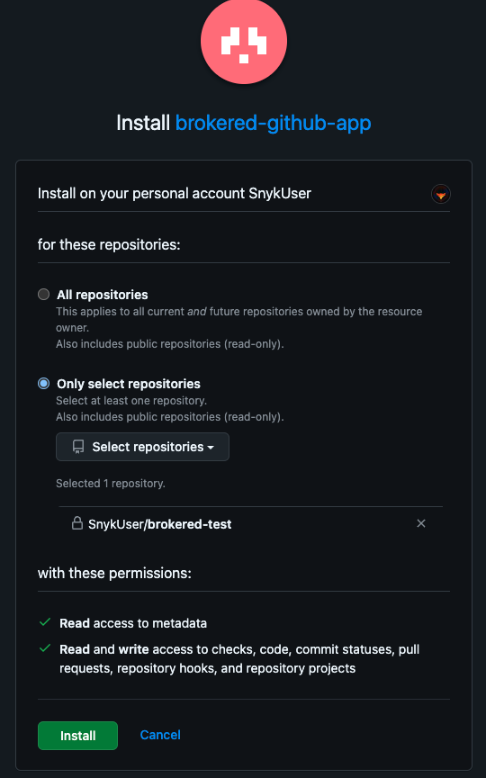 Install brokered-github-app
Install on your personal account SnykUser
for these repositories:
All repositories
This applies to all current and future repositories owned by the resource
owner.
Also includes public repositories (read-only).
Only select repositories
Select at least one repository.
Also includes public repositories (read-only).
Select repositories
Selected 1 repository.
SnykUser/brokered-test
with these permissions:
Read access to metadata
Read and write access to checks, code, commit statuses, pull
requests, repository hooks, and repository projects
Install Cancel